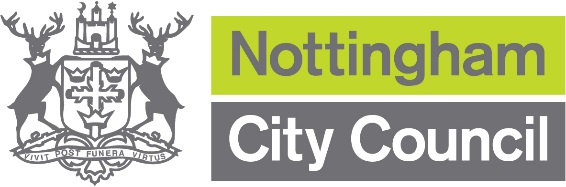 Nottingham
City Council
VIVIT POST FUNERA VIRTUS